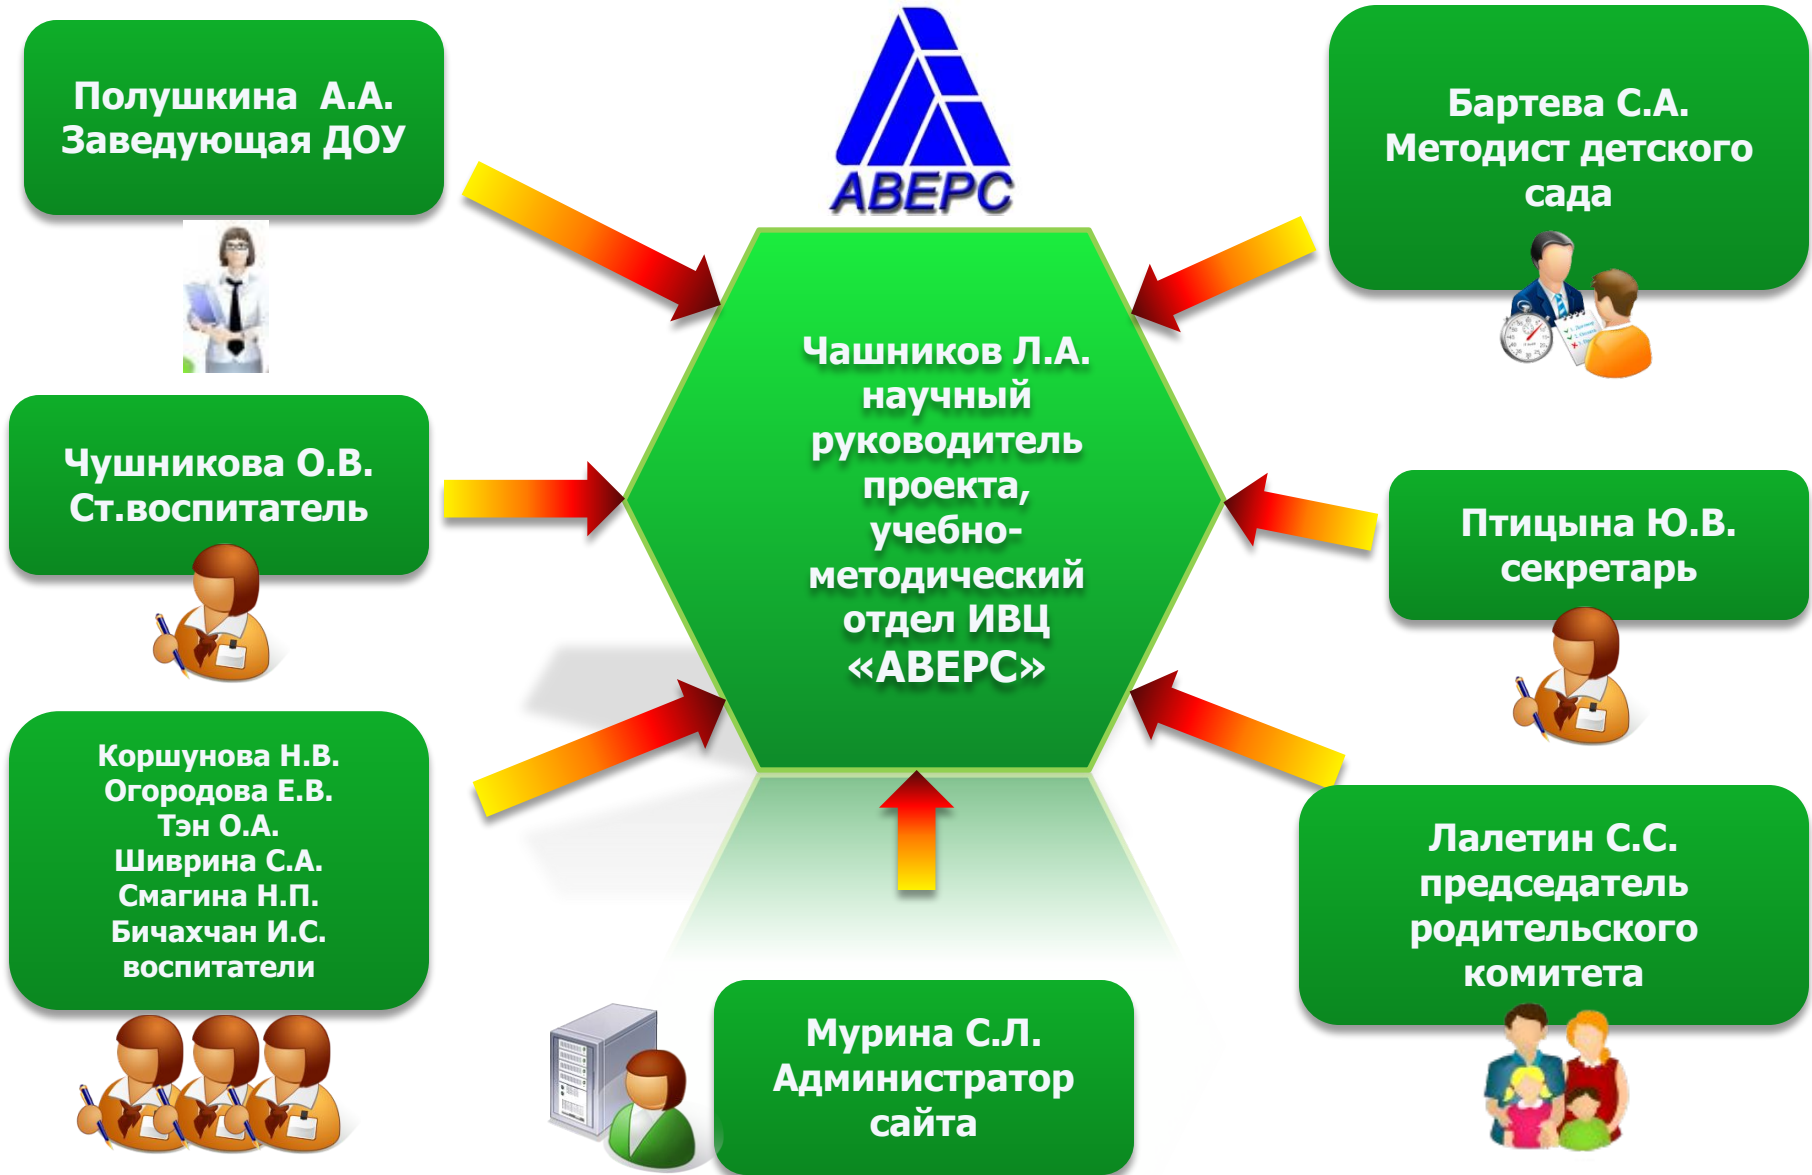 Полушкина А.А.
Заведующая ДОУ
АВЕРС
Бартева С.А.
Методист детского
сада
Чашников Л.А.
научный
руководитель
проекта,
учебно-
методический
отдел ИВЦ
«АВЕРС»
Чушникова О.В.
Ст.воспитатель
Птицына Ю.В.
секретарь
Коршунова Н.В.
Огородова Е.В.
Тэн О.А.
Шиврина С.А.
Смагина Н.П.
Бичахчан И.С.
воспитатели
Лалетин С.С.
председатель
родительского
комитета
Мурина С.Л.
Администратор
сайта